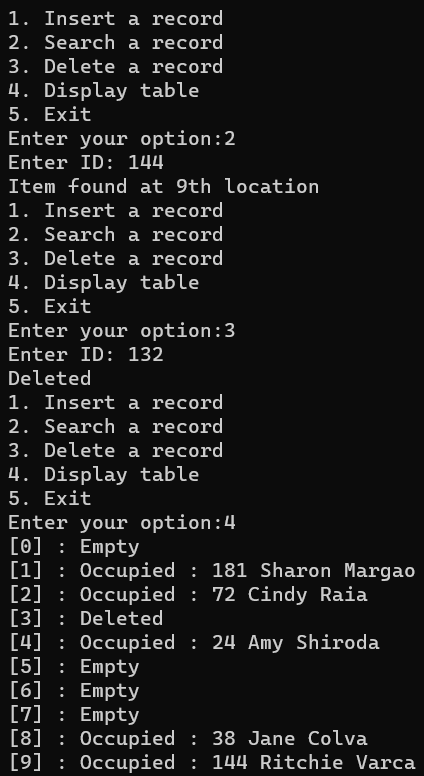 1. Insert a record
2. Search a record
3. Delete a record
4. Display table
5. Exit
Enter your option:2
Enter ID: 144
Item found at 9th location
1. Insert a record
2. Search a record
3. Delete a record
4. Display table
5. Exit
Enter your option:3
Enter ID: 132
Deleted
1. Insert a record
2. Search a record
3. Delete a record
4. Display table
5. Exit
Enter your option:4
[0] : Empty
[1] : Occupied : 181 Sharon Margao
[2] : Occupied : 72 Cindy Raia
[3] : Deleted
[4] : Occupied : 24 Amy Shiroda
[5] : Empty
[6] : Empty
[7] : Empty
[8] : Occupied : 38 Jane Colva
[9] : Occupied : 144 Ritchie Varca